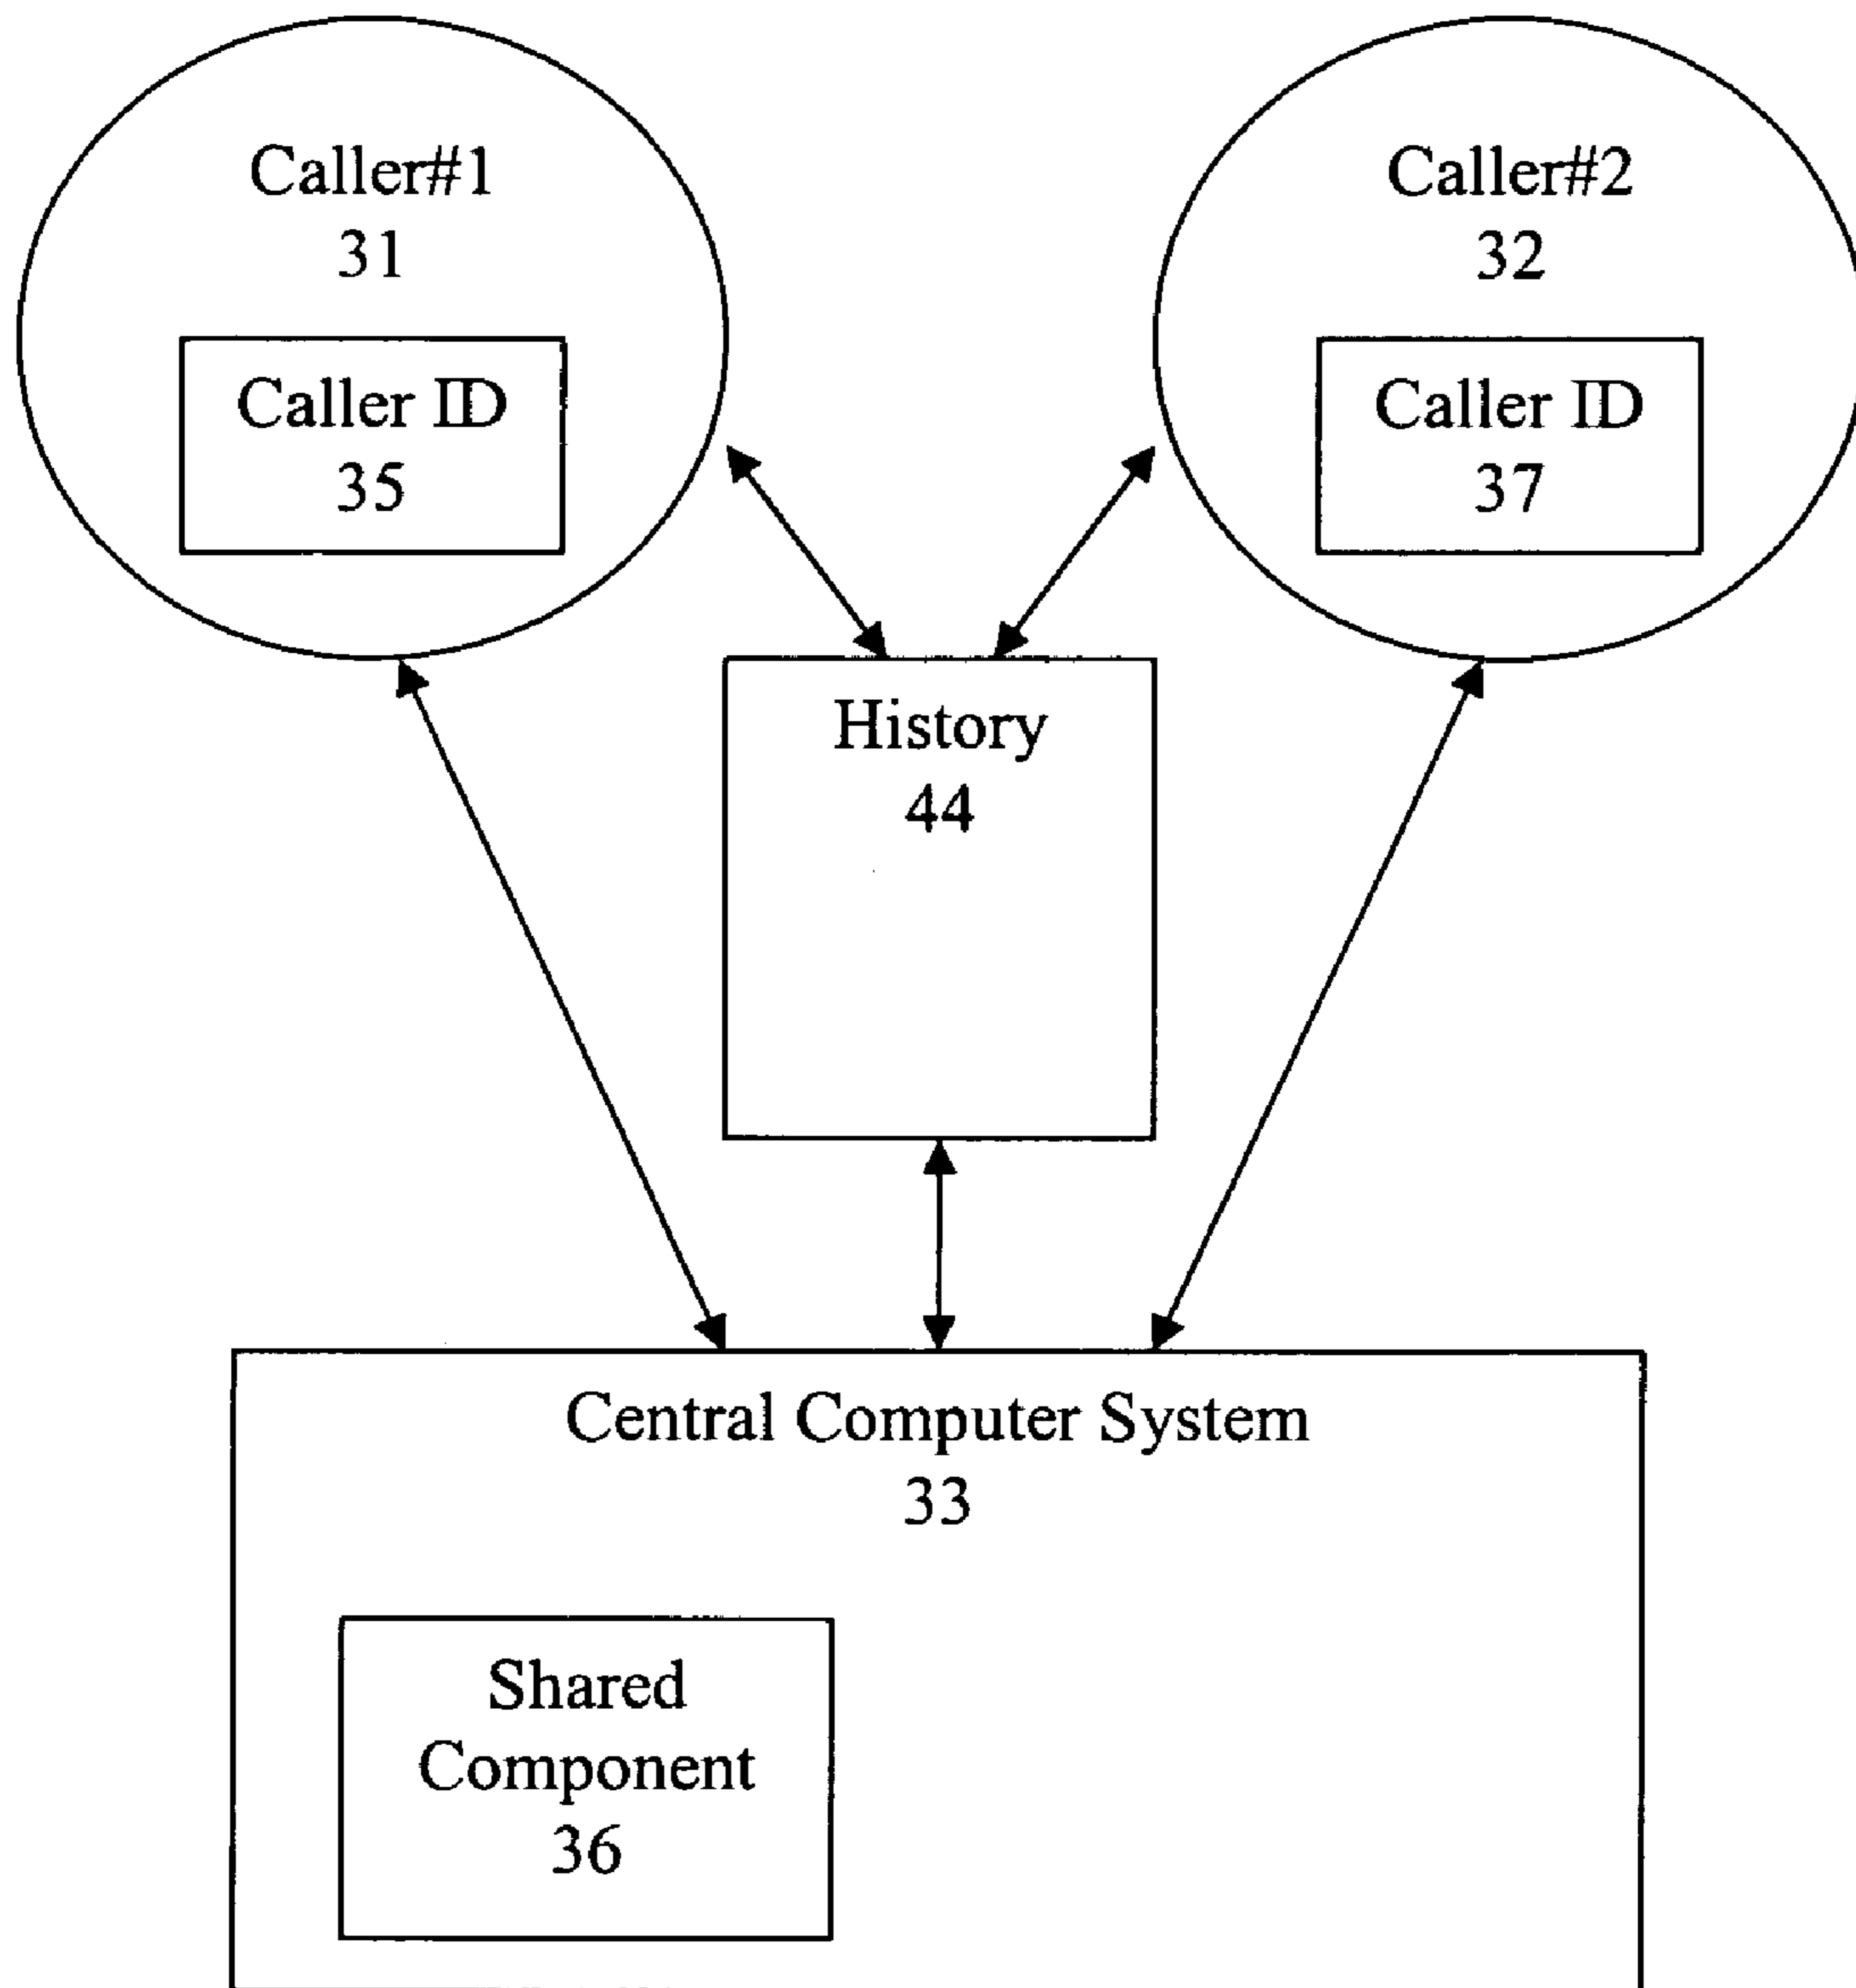 Caller#1
31
Caller ID
35
Caller#2
32
Caller ID
37
History
44
Central Computer System
33
Shared
Component
36